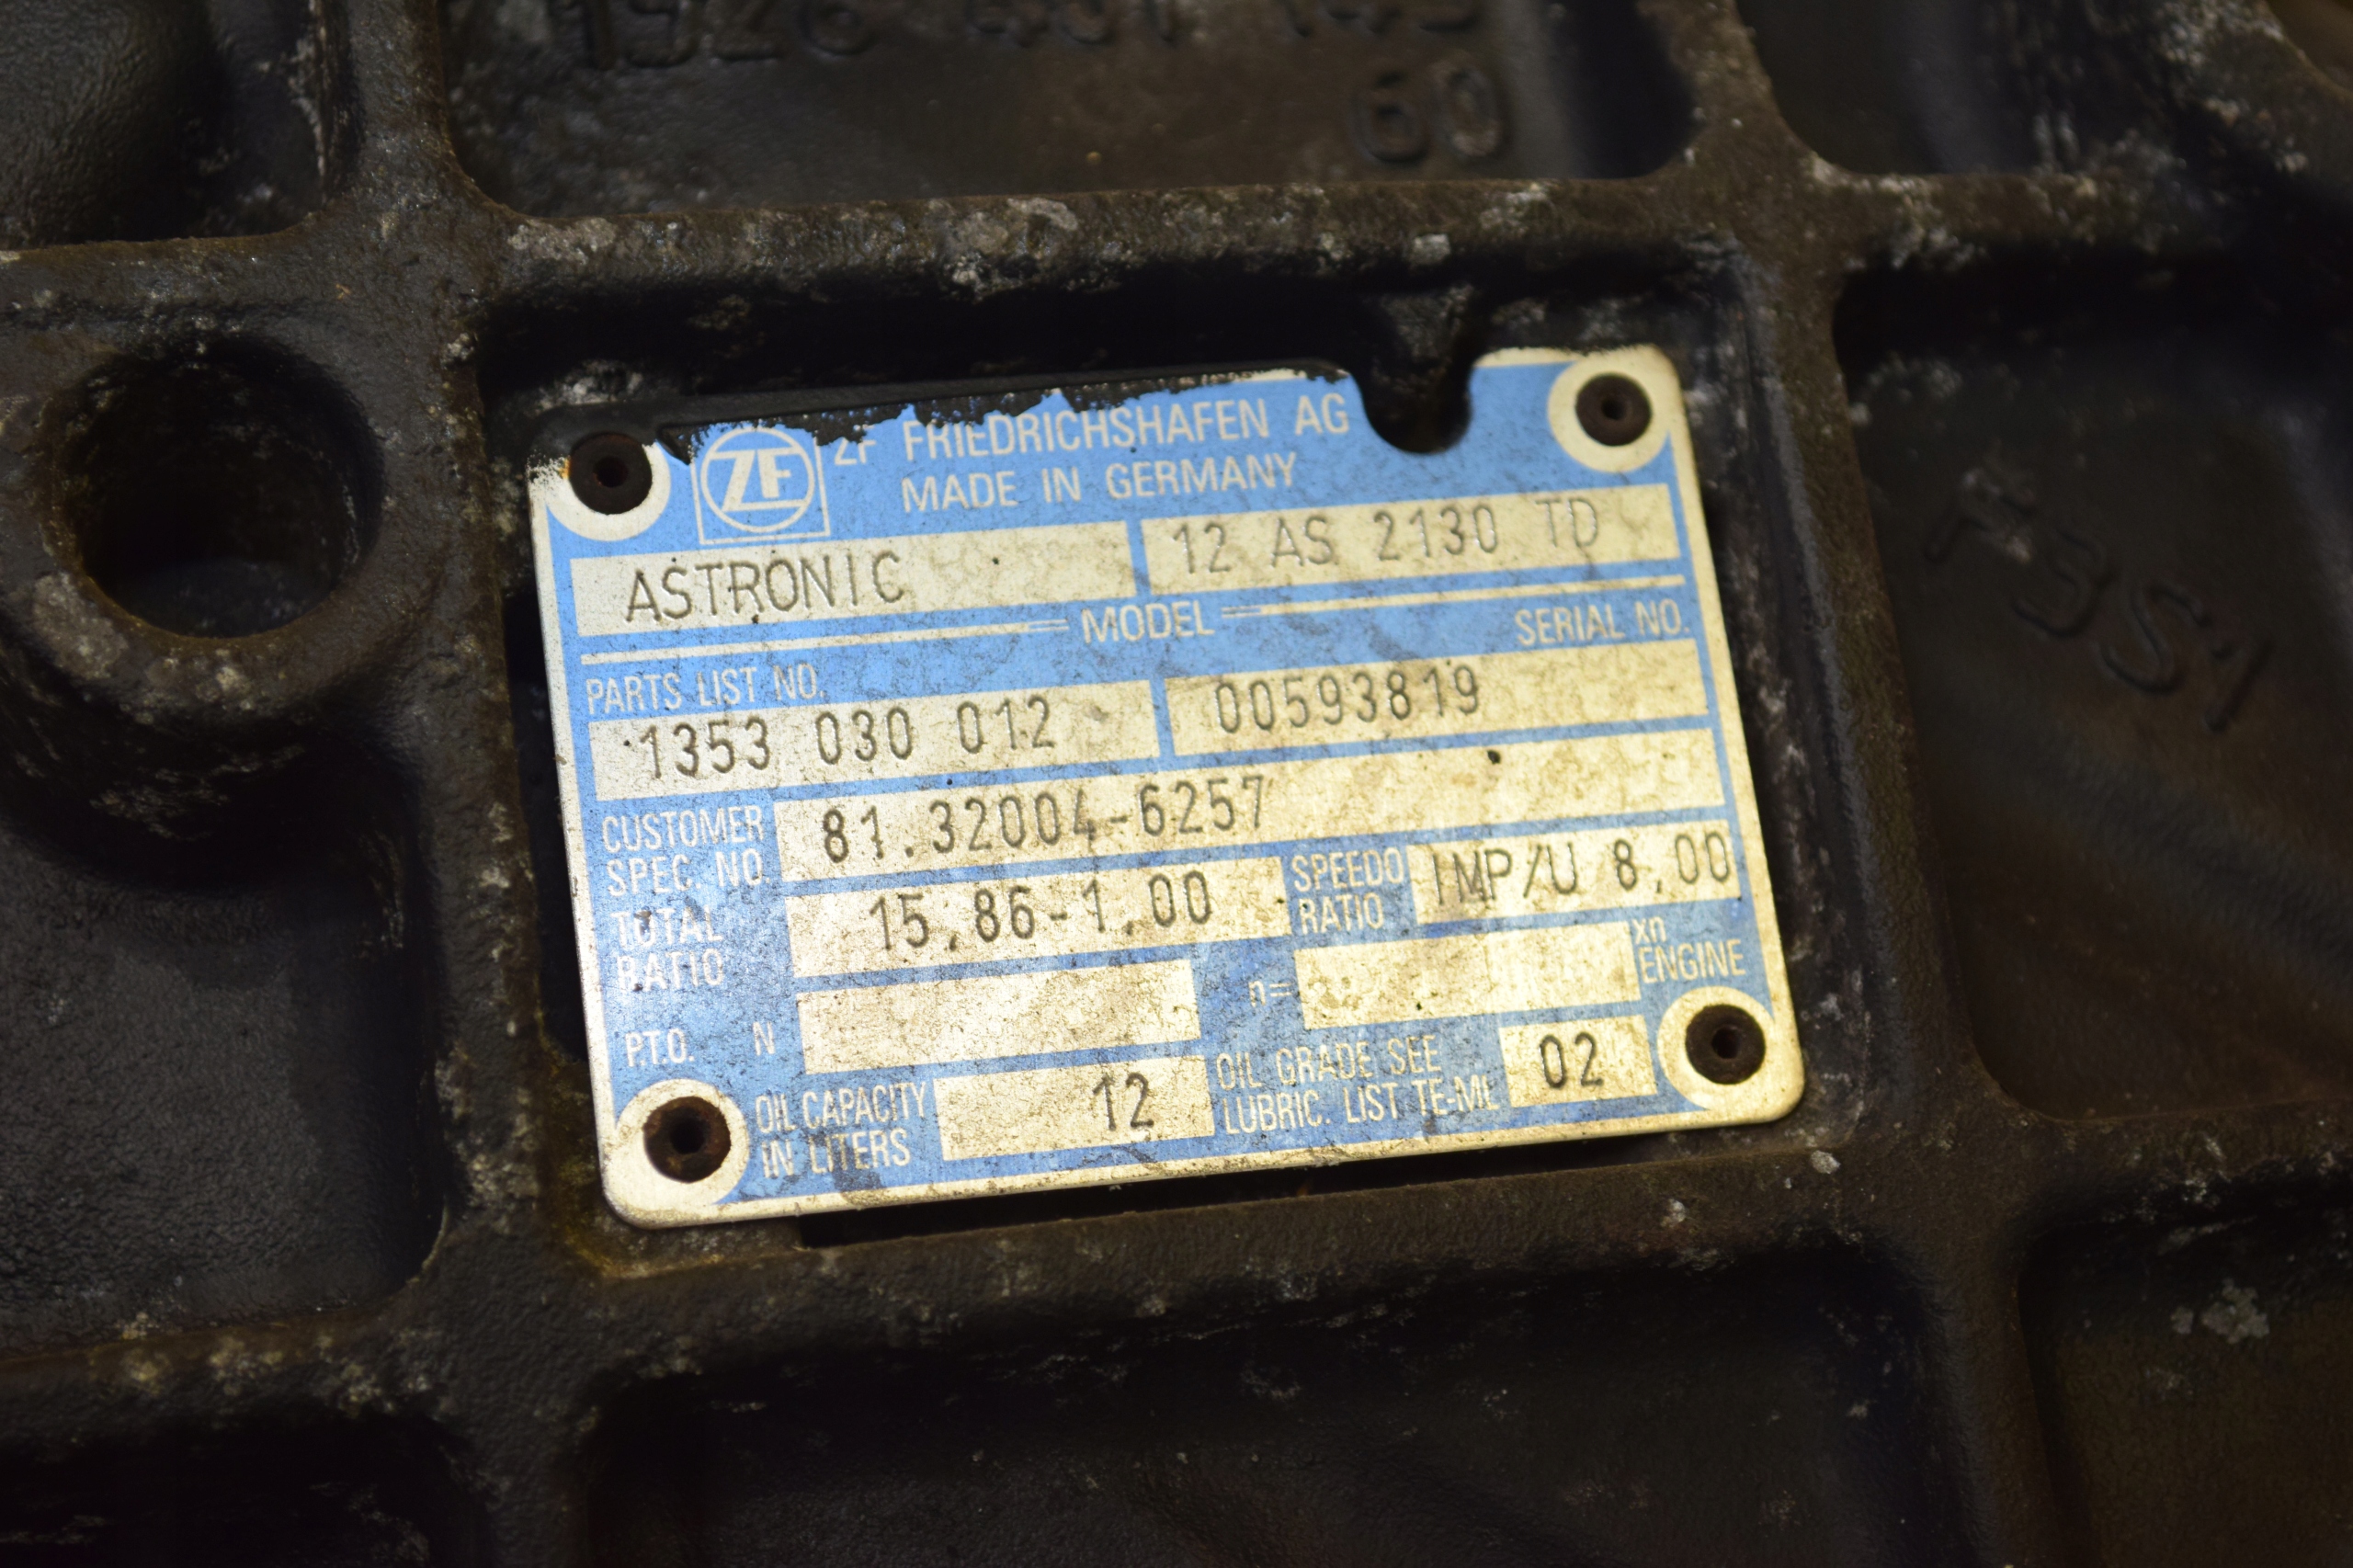 60
ZF
ZF FRIEDRICHSHAFEN AG
MADE IN GERMANY
ASTRONIC 12 AS 2130 TD
MODEL
PARTS LIST NO. SERIAL NO.
1353 030 012 00593819
CUSTOMER SPEC. NO 81.32004-6257
TOTAL RATIO 15,86-1,00 SPEEDO RATIO IMP/U 8,00
P.T.O. N n= xn ENGINE
OIL CAPACITY IN LITERS 12 OIL GRADE SEE LUBRIC. LIST TE-ML 02